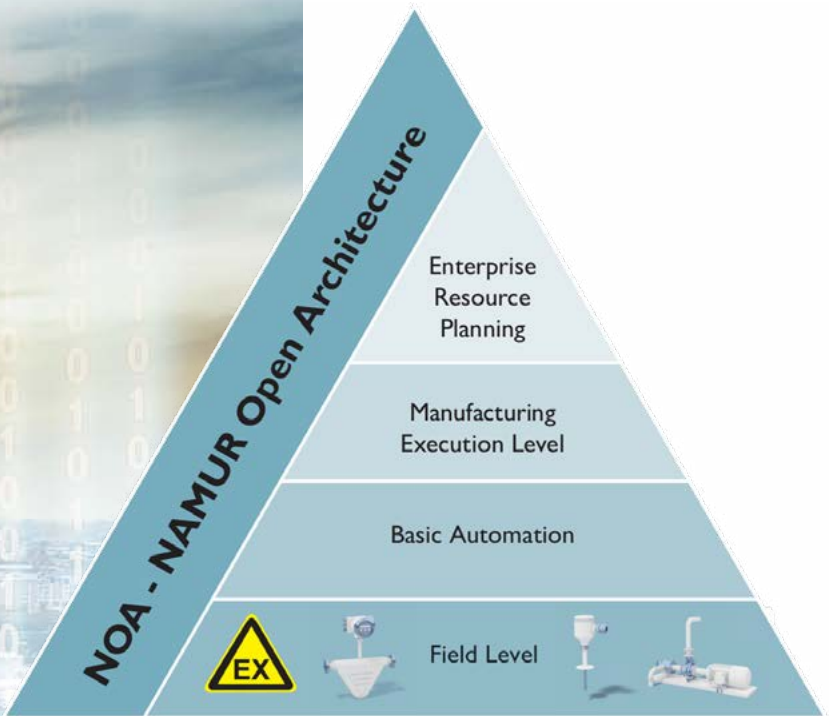 NOA - NAMUR Open Architecture
Enterprise
Resource
Planning
Manufacturing
Execution Level
Basic Automation
EX
Field Level